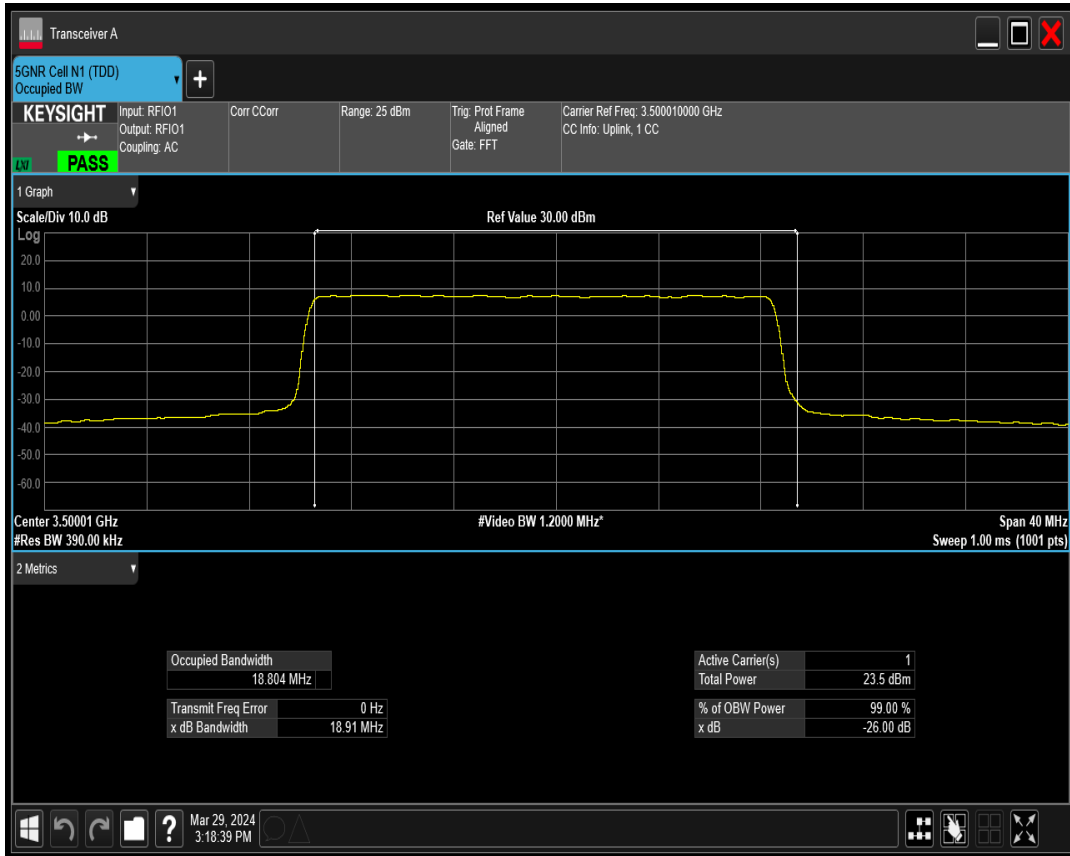 Transceiver A
5GNR Cell N1 (TDD)
Occupied BW
+
KEYSIGHT
LXI
PASS
Input: RFIO1
Output: RFIO1
Coupling: AC
Corr CCorr
Range: 25 dBm
Trig: Prot Frame
Aligned
Gate: FFT
Carrier Ref Freq: 3.500010000 GHz
CC Info: Uplink, 1 CC
1 Graph
Scale/Div 10.0 dB
Ref Value 30.00 dBm
Log
20.0
10.0
0.00
-10.0
-20.0
-30.0
-40.0
-50.0
-60.0
Center 3.50001 GHz
#Video BW 1.2000 MHz*
Span 40 MHz
#Res BW 390.00 kHz
Sweep 1.00 ms (1001 pts)
2 Metrics
Occupied Bandwidth
18.804 MHz
Transmit Freq Error 0 Hz
x dB Bandwidth 18.91 MHz
Active Carrier(s) 1
Total Power 23.5 dBm
% of OBW Power 99.00 %
x dB -26.00 dB
?
Mar 29, 2024
3:18:39 PM